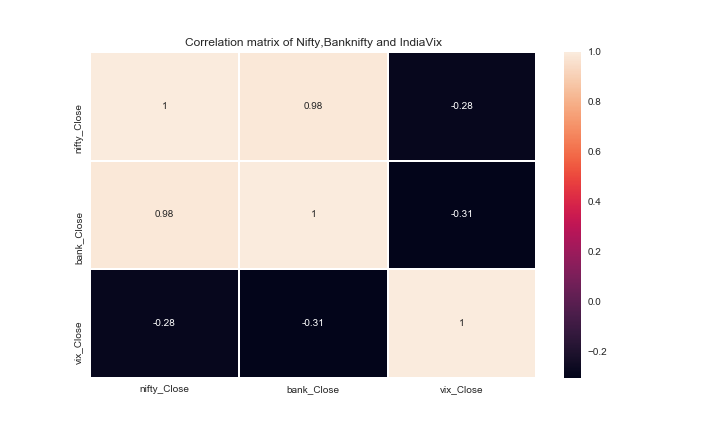 Correlation matrix of Nifty,Banknifty and IndiaVix
nifty_Close
1
0.98
-0.28
bank_Close
0.98
1
-0.31
vix_Close
-0.28
-0.31
1
nifty_Close
bank_Close
vix_Close
1.0
0.8
0.6
0.4
0.2
0.0
−0.2